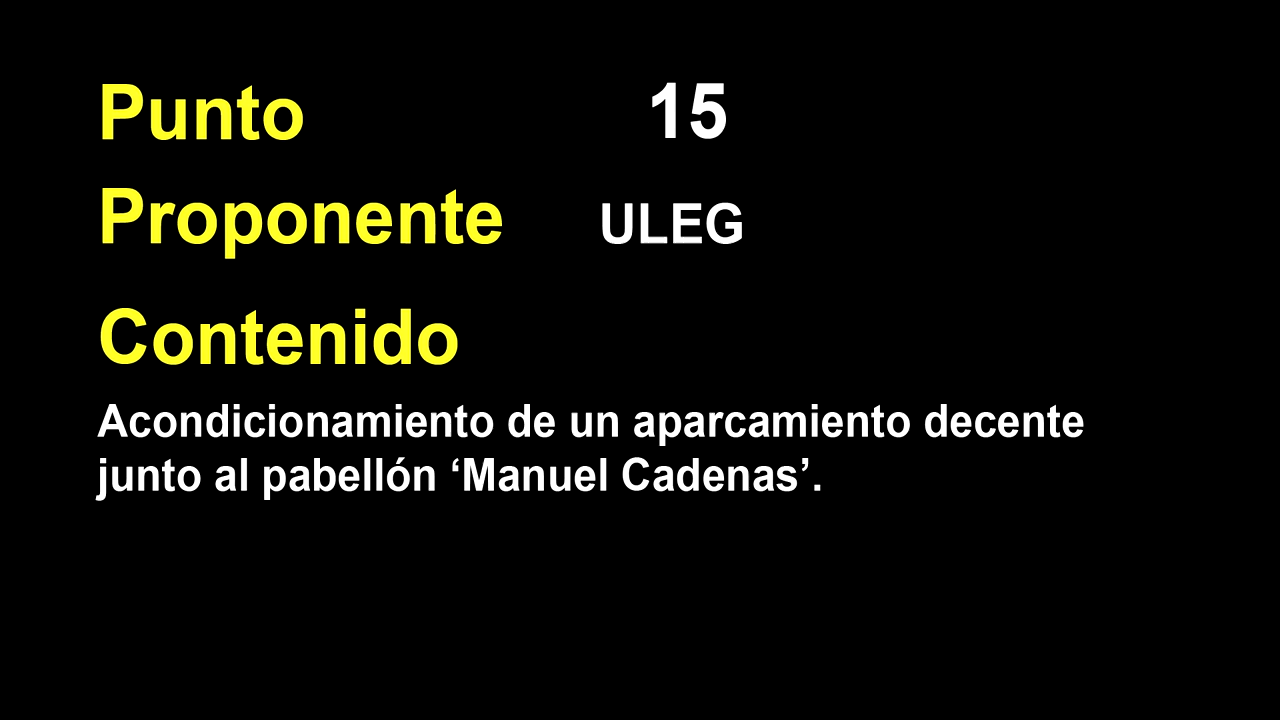 Punto 15
Proponente ULEG
Contenido
Acondicionamiento de un aparcamiento decente
junto al pabellón ‘Manuel Cadenas’.